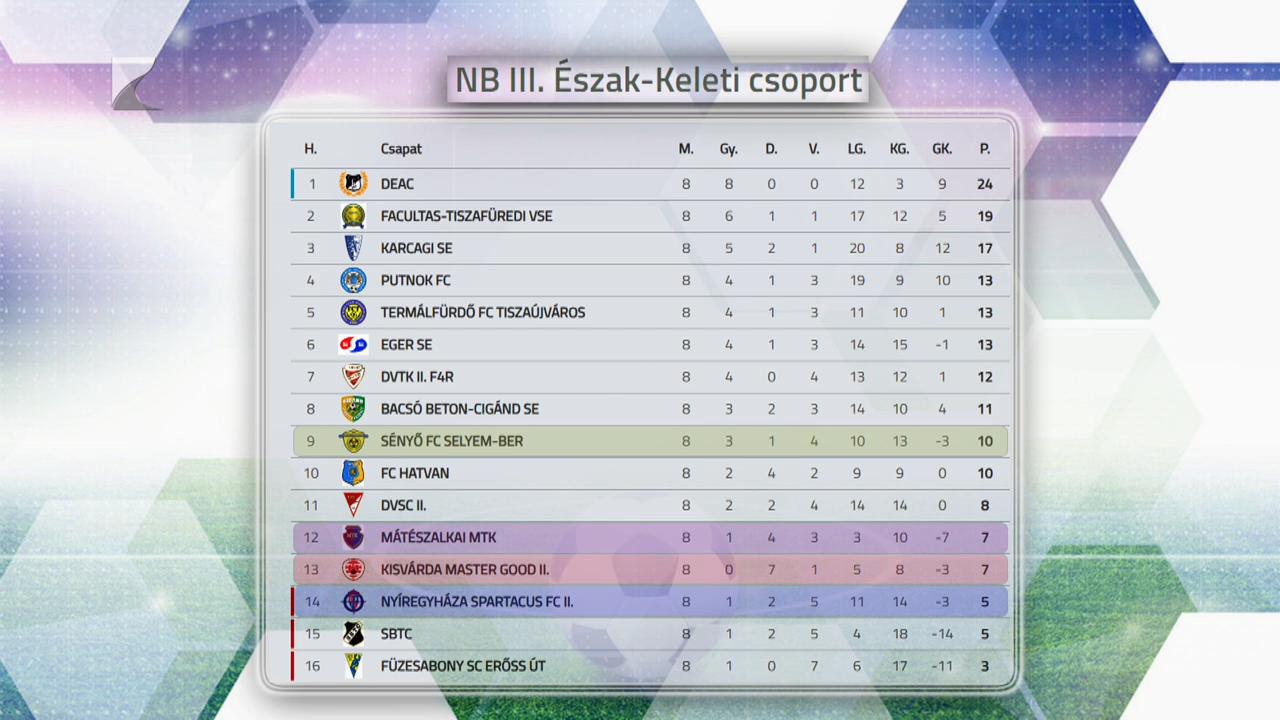 NB III. Észak-Keleti csoport
H. Csapat M. Gy. D. V. LG. KG. GK. P.
1 DEAC 8 8 0 0 12 3 9 24
2 FACULTAS-TISZAFÜREDI VSE 8 6 1 1 17 12 5 19
3 KARCAGI SE 8 5 2 1 20 8 12 17
4 PUTNOK FC 8 4 1 3 19 9 10 13
5 TERMÁLFÜRDŐ FC TISZAÚJVÁROS 8 4 1 3 11 10 1 13
6 EGER SE 8 4 1 3 14 15 -1 13
7 DVTK II. F4R 8 4 0 4 13 12 1 12
8 BACSÓ BETON-CIGÁND SE 8 3 2 3 14 10 4 11
9 SÉNYŐ FC SELYEM-BER 8 3 1 4 10 13 -3 10
10 FC HATVAN 8 2 4 2 9 9 0 10
11 DVSC II. 8 2 2 4 14 14 0 8
12 MÁTÉSZALKAI MTK 8 1 4 3 3 10 -7 7
13 KISVÁRDA MASTER GOOD II. 8 0 7 1 5 8 -3 7
14 NYÍREGYHÁZA SPARTACUS FC II. 8 1 2 5 11 14 -3 5
15 SBTC 8 1 2 5 4 18 -14 5
16 FÜZESABONY SC ERŐSS ÚT 8 1 0 7 6 17 -11 3